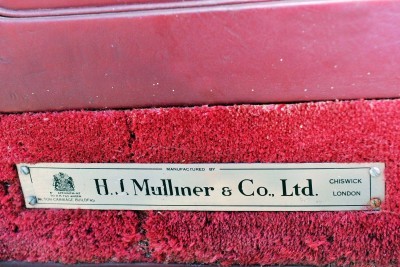 MANUFACTURED BY
H. J. Mulliner & Co., Ltd.
CHISWICK
LONDON